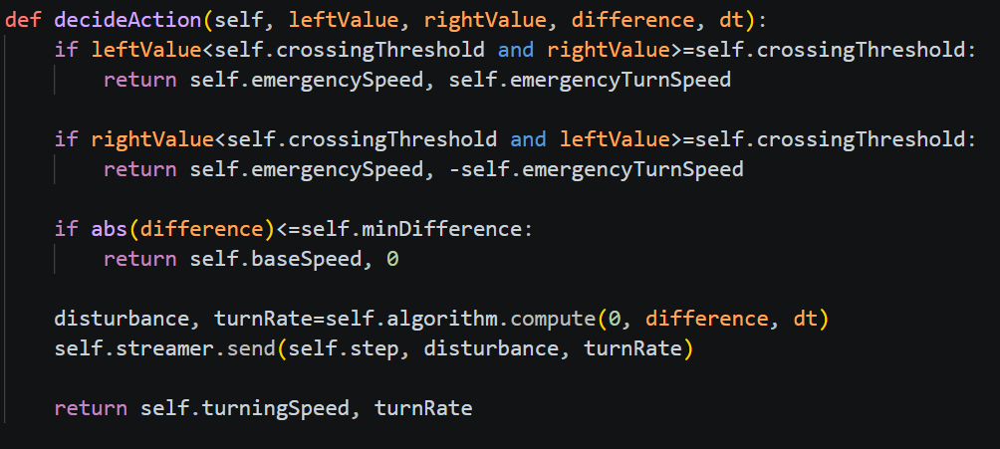 def decideAction(self, leftValue, rightValue, difference, dt):
    if leftValue<self.crossingThreshold and rightValue>=self.crossingThreshold:
        return self.emergencySpeed, self.emergencyTurnSpeed
    if rightValue<self.crossingThreshold and leftValue>=self.crossingThreshold:
        return self.emergencySpeed, -self.emergencyTurnSpeed
    if abs(difference)<=self.minDifference:
        return self.baseSpeed, 0
    disturbance, turnRate=self.algorithm.compute(0, difference, dt)
    self.streamer.send(self.step, disturbance, turnRate)
    return self.turningSpeed, turnRate